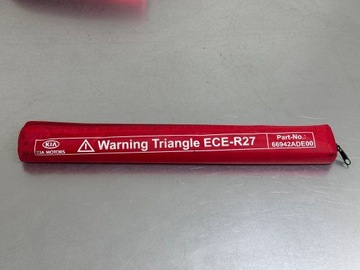 KIA
KIA MOTORS
Warning Triangle ECE-R27
Part-No.:
66942ADE00